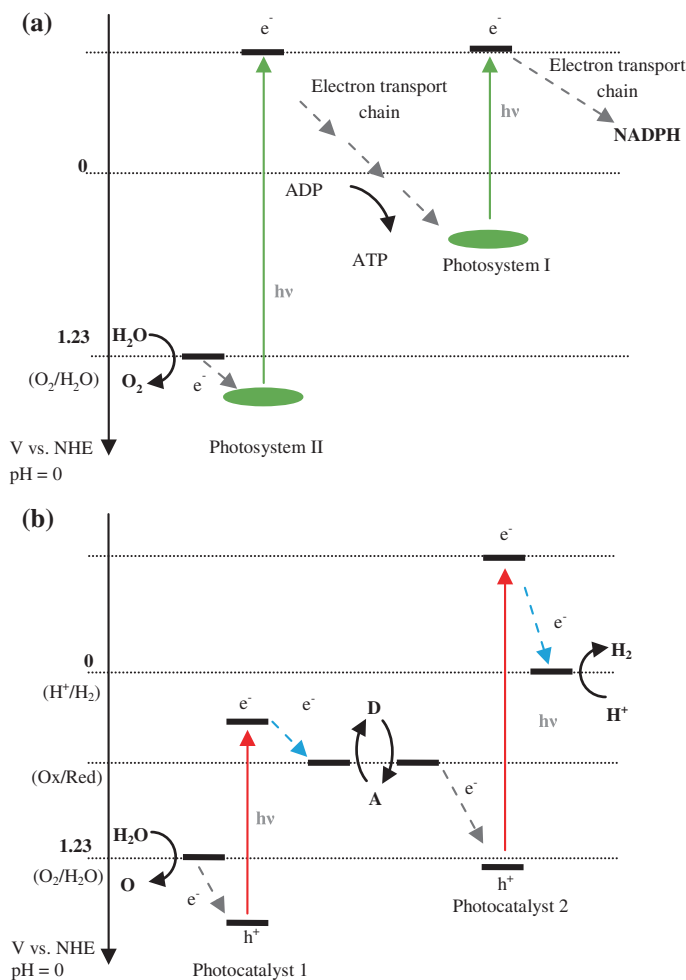 (a)
e-
e-
Electron transport
chain
Electron transport
chain
hν
NADPH
0
ADP
ATP
Photosystem I
hν
1.23
(O2/H2O)
H2O
O2
e-
Photosystem II
V vs. NHE
pH = 0
(b)
e-
e-
0
(H+/H2)
H2
H+
hν
e-
e-
D
A
(Ox/Red)
e-
hν
H2O
1.23
(O2/H2O)
O
e-
h+
h+
Photocatalyst 2
V vs. NHE
pH = 0
Photocatalyst 1